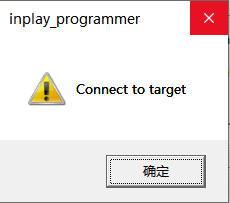 inplay_programmer
Connect to target
确定